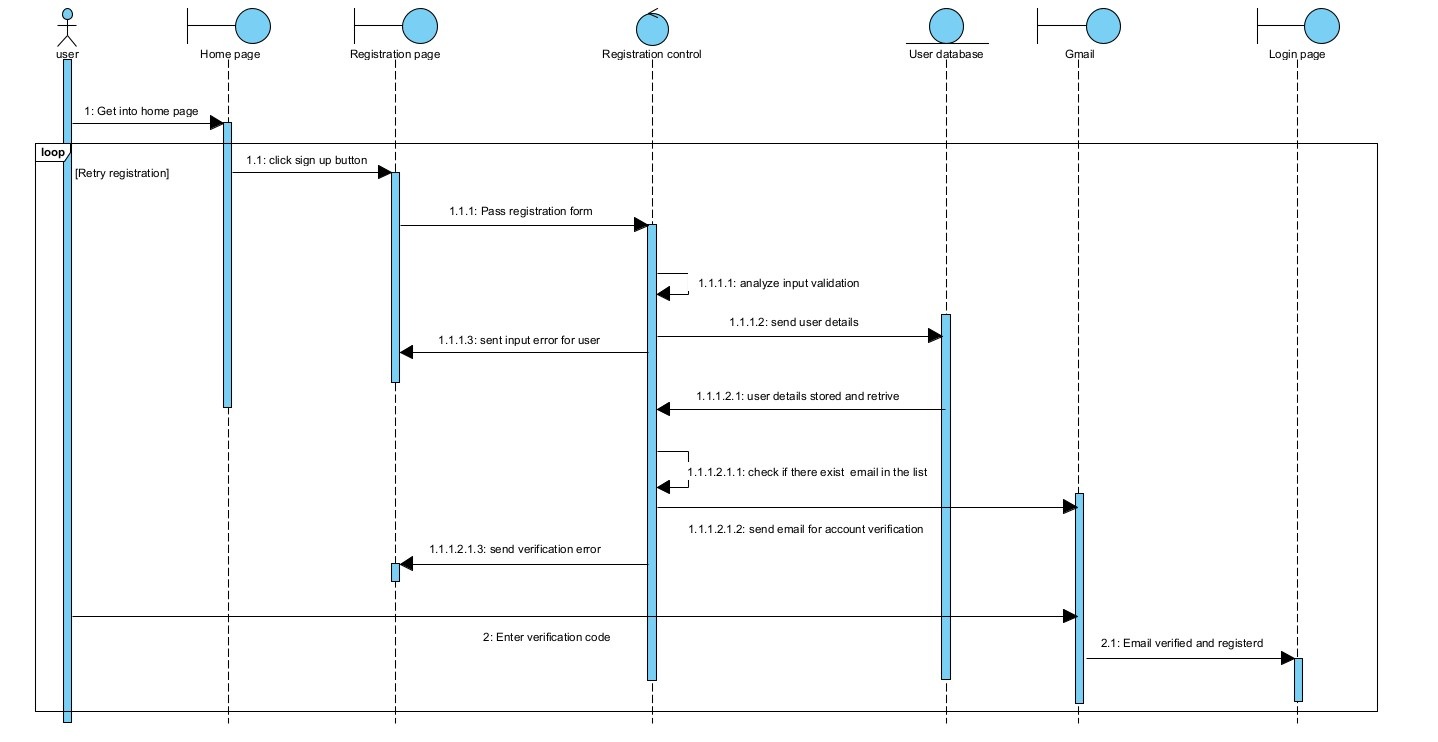 user
Home page
Registration page
Registration control
User database
Gmail
Login page
1: Get into home page
loop
[Retry registration]
1.1: click sign up button
1.1.1: Pass registration form
1.1.1.1: analyze input validation
1.1.1.2: send user details
1.1.1.3: sent input error for user
1.1.1.2.1: user details stored and retrive
1.1.1.2.1.1: check if there exist email in the list
1.1.1.2.1.2: send email for account verification
1.1.1.2.1.3: send verification error
2: Enter verification code
2.1: Email verified and registerd